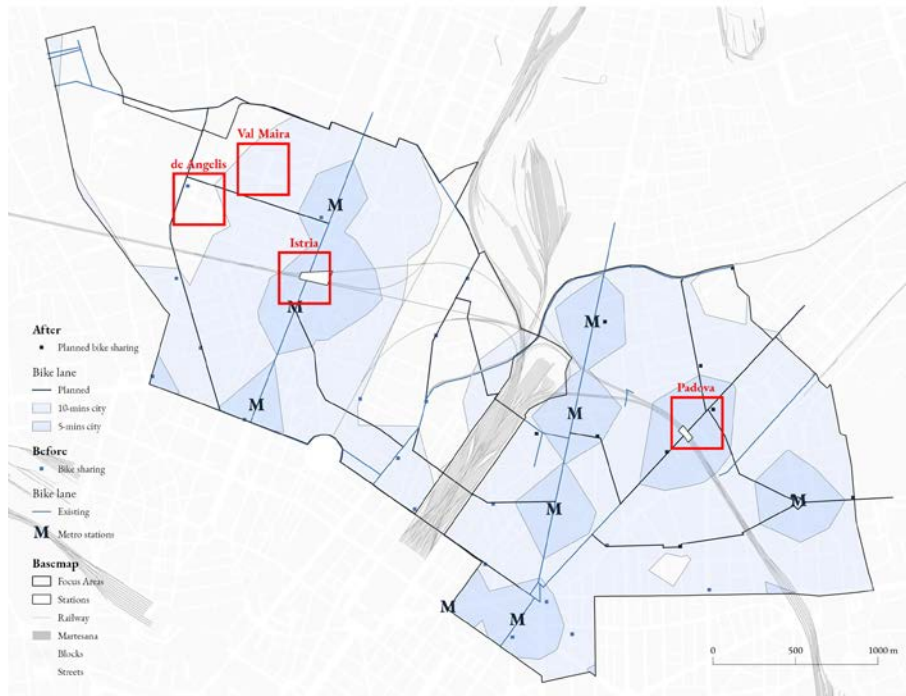 Val Maira
de Angelis
M
Istria
M
M
M
Padova
M
M
M
M
M
After
Planned bike sharing
Bike lane
Planned
10-mins city
5-mins city
Before
Bike sharing
Bike lane
Existing
M Metro stations
Basemap
Focus Areas
Stations
Railway
Martesana
Blocks
Streets
0 500 1000 m